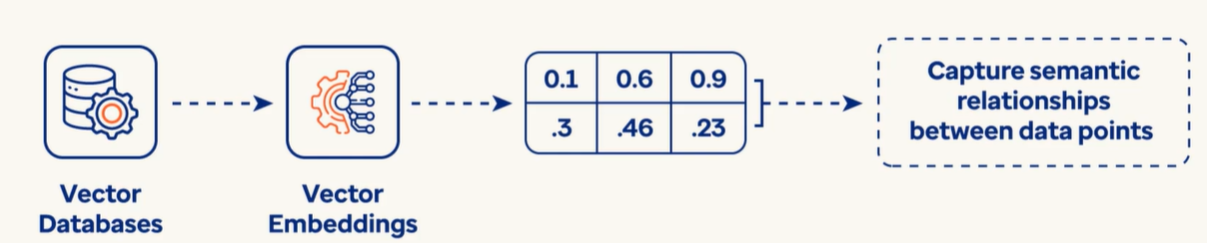 Vector
Databases
Vector
Embeddings
0.1 0.6 0.9
.3 .46 .23
Capture semantic
relationships
between data points